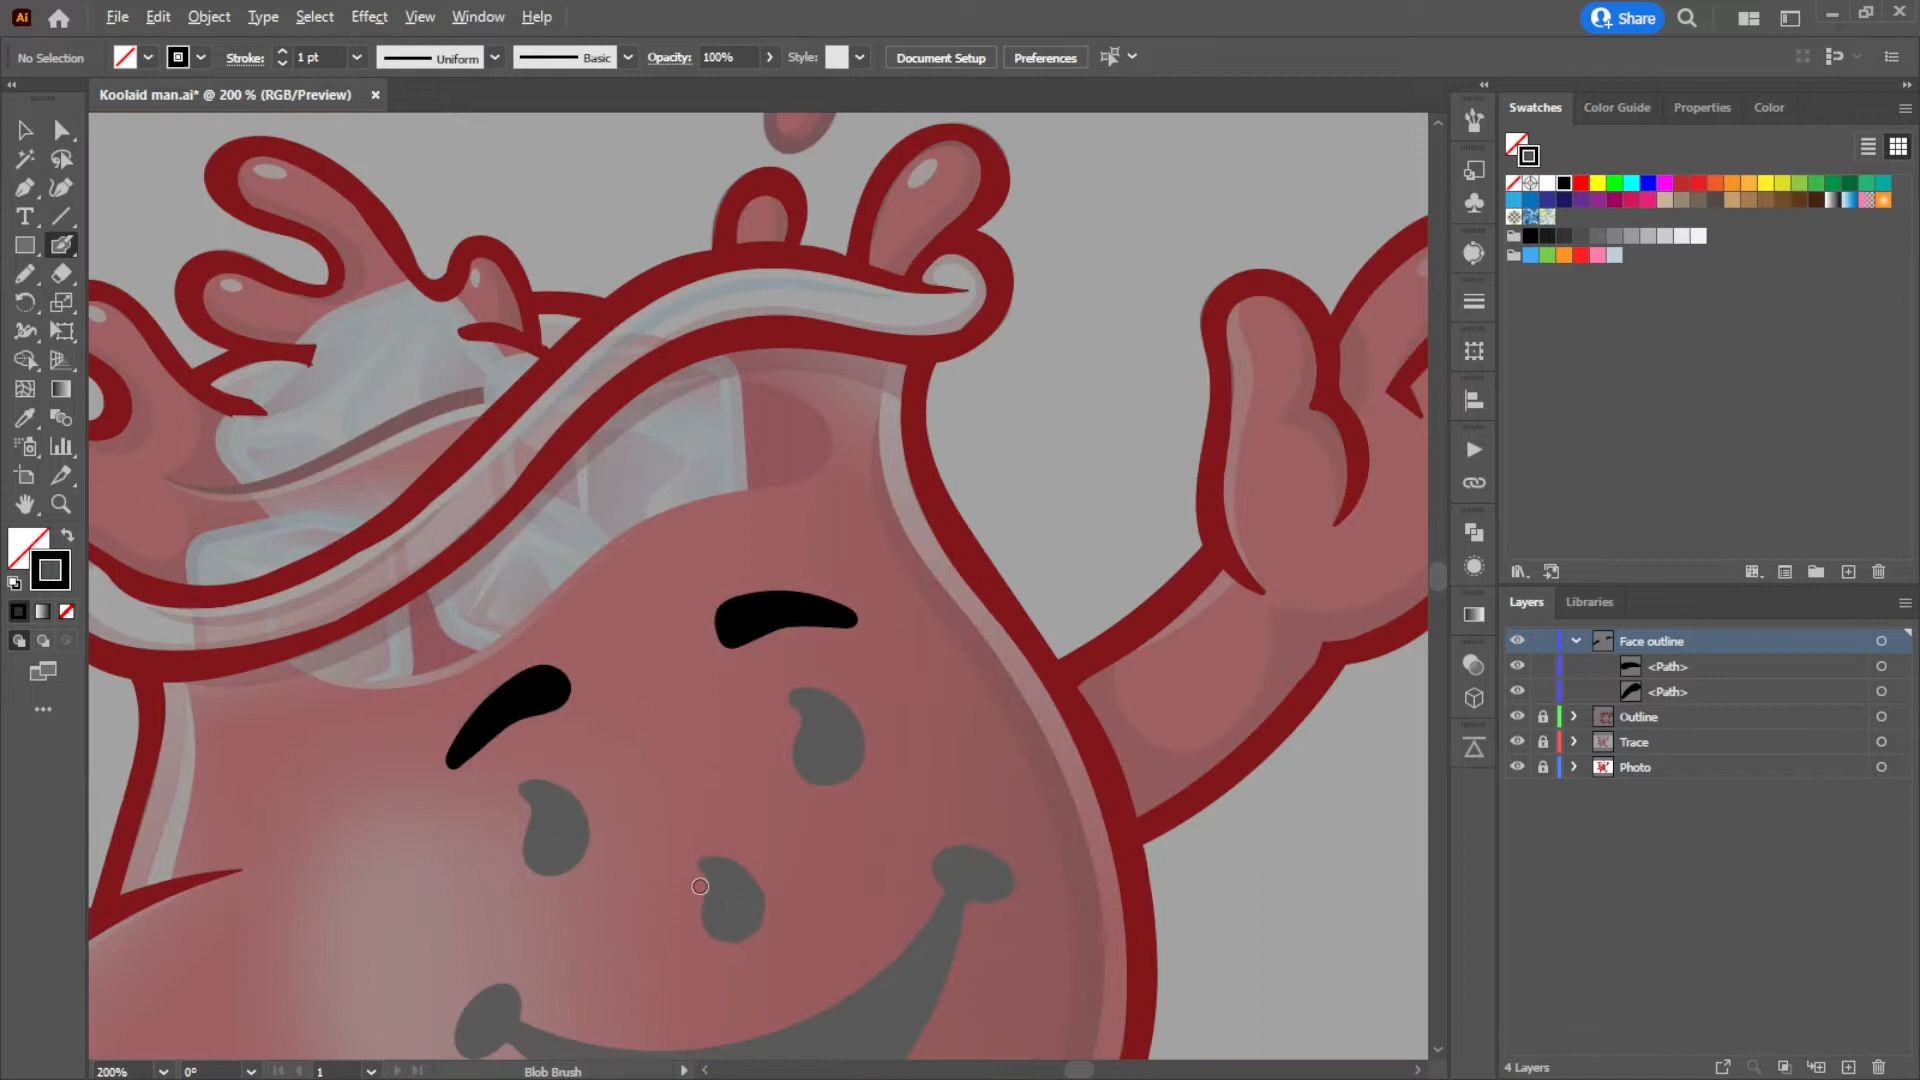 Ai File Edit Object Type Select Effect View Window Help Share
No Selection Stroke: 1 pt Uniform Basic Opacity: 100% Style: Document Setup Preferences
Koolaid man.ai* @ 200 % (RGB/Preview) ×
Swatches Color Guide Properties Color
Layers Libraries
Face outline
<Path>
<Path>
Outline
Trace
Photo
200% 0° 1 Blob Brush
4 Layers